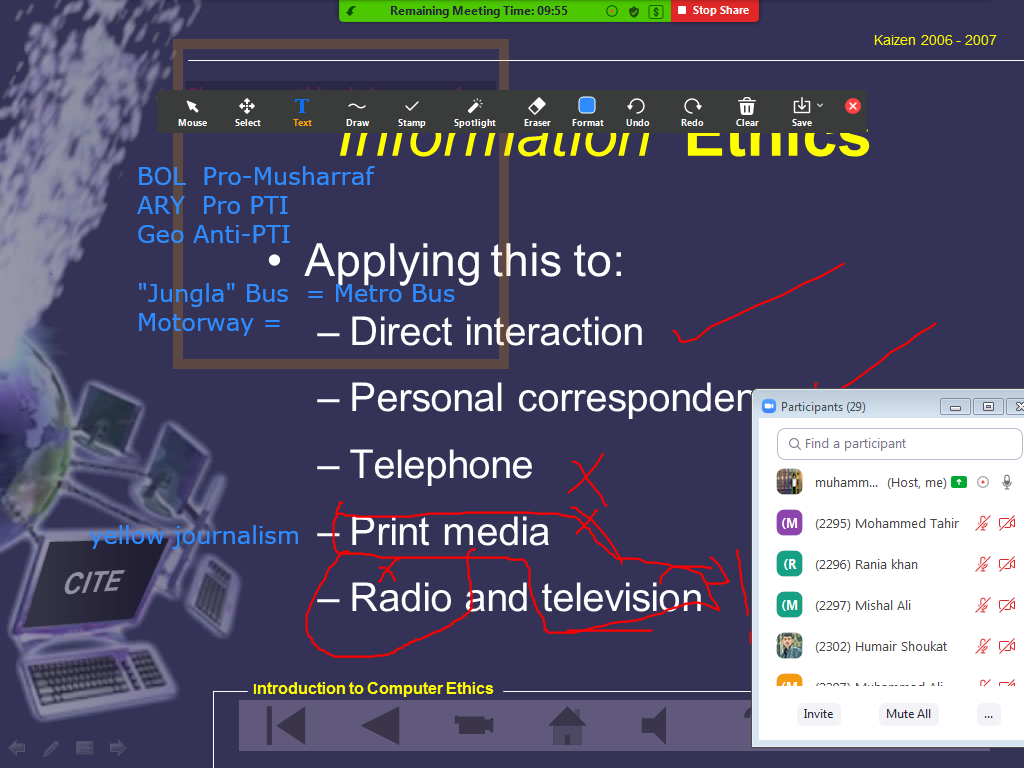 Remaining Meeting Time: 09:55
Stop Share
Kaizen 2006 - 2007
Mouse Select Text Draw Stamp Spotlight Eraser Format Undo Redo Clear Save
Information Ethics
BOL Pro-Musharraf
ARY Pro PTI
Geo Anti-PTI
• Applying this to:
"Jungla" Bus = Metro Bus
Motorway =
– Direct interaction
– Personal corresponden
– Telephone
yellow journalism
– Print media
– Radio and television
CITE
Introduction to Computer Ethics
Participants (29)
Find a participant
muhamm... (Host, me)
(M (2295) Mohammed Tahir
(R (2296) Rania khan
(M (2297) Mishal Ali
(2302) Humair Shoukat
Invite Mute All ...